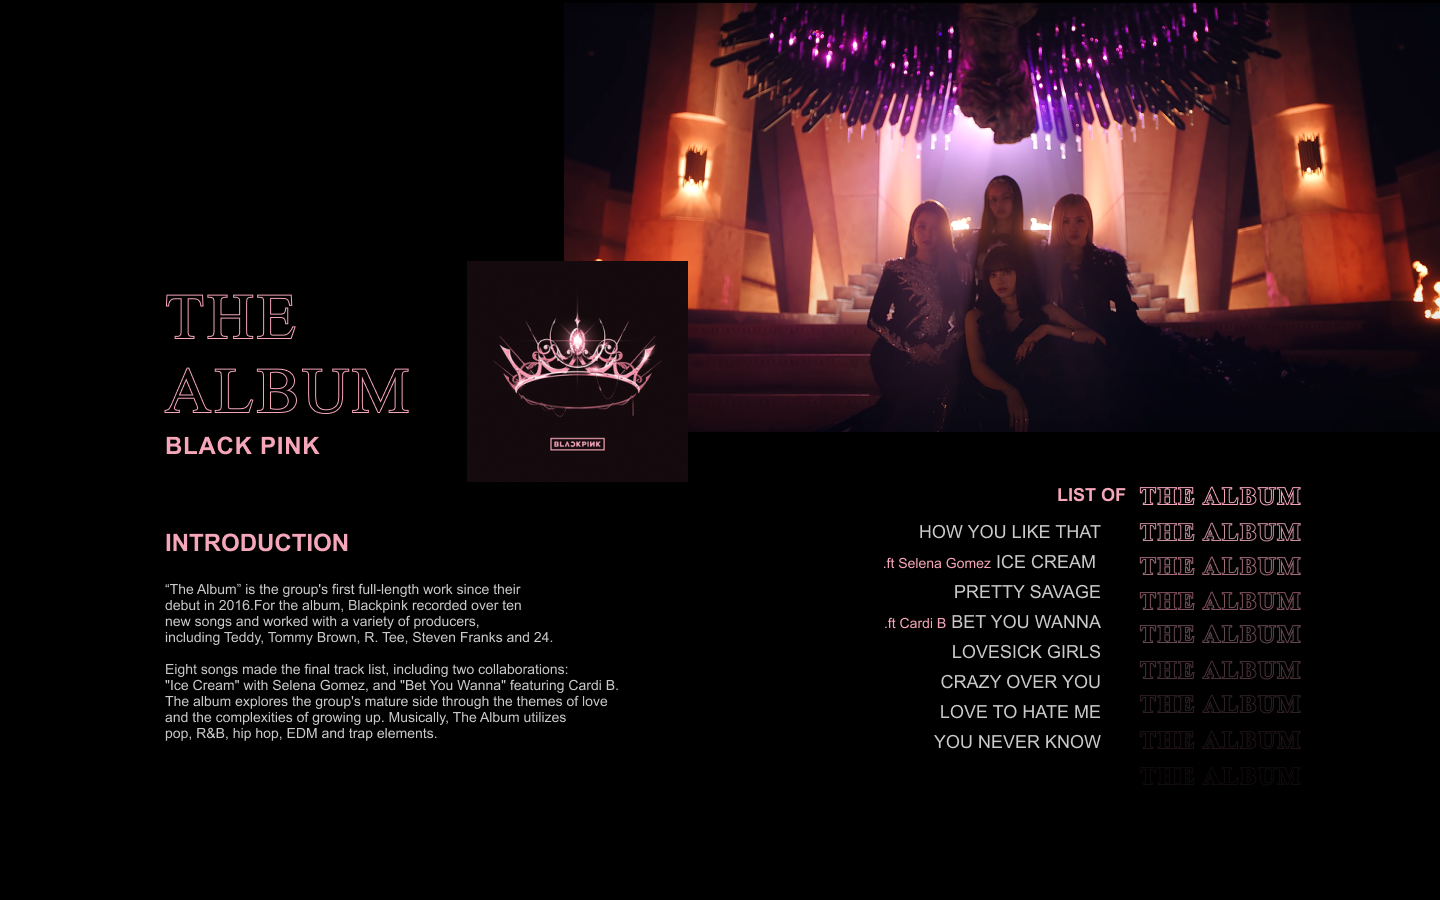 THE
ALBUM
BLACK PINK
BLACKPINK
INTRODUCTION
“The Album” is the group's first full-length work since their
debut in 2016.For the album, Blackpink recorded over ten
new songs and worked with a variety of producers,
including Teddy, Tommy Brown, R. Tee, Steven Franks and 24.
Eight songs made the final track list, including two collaborations:
"Ice Cream" with Selena Gomez, and "Bet You Wanna" featuring Cardi B.
The album explores the group's mature side through the themes of love
and the complexities of growing up. Musically, The Album utilizes
pop, R&B, hip hop, EDM and trap elements.
LIST OF THE ALBUM
HOW YOU LIKE THAT
.ft Selena Gomez ICE CREAM
PRETTY SAVAGE
.ft Cardi B BET YOU WANNA
LOVESICK GIRLS
CRAZY OVER YOU
LOVE TO HATE ME
YOU NEVER KNOW
THE ALBUM
THE ALBUM
THE ALBUM
THE ALBUM
THE ALBUM
THE ALBUM
THE ALBUM
THE ALBUM